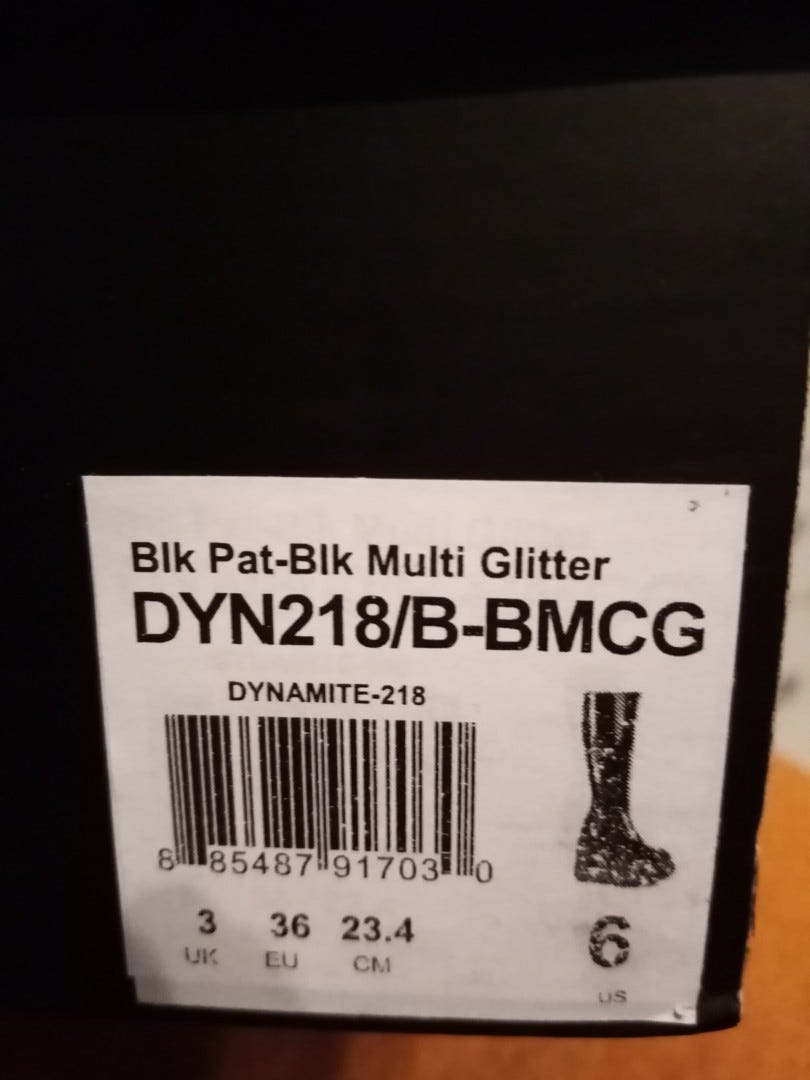 Blk Pat-Blk Multi Glitter
DYN218/B-BMCG
DYNAMITE-218
8 85487 91703 0
3 36 23.4 6
UK EU CM US